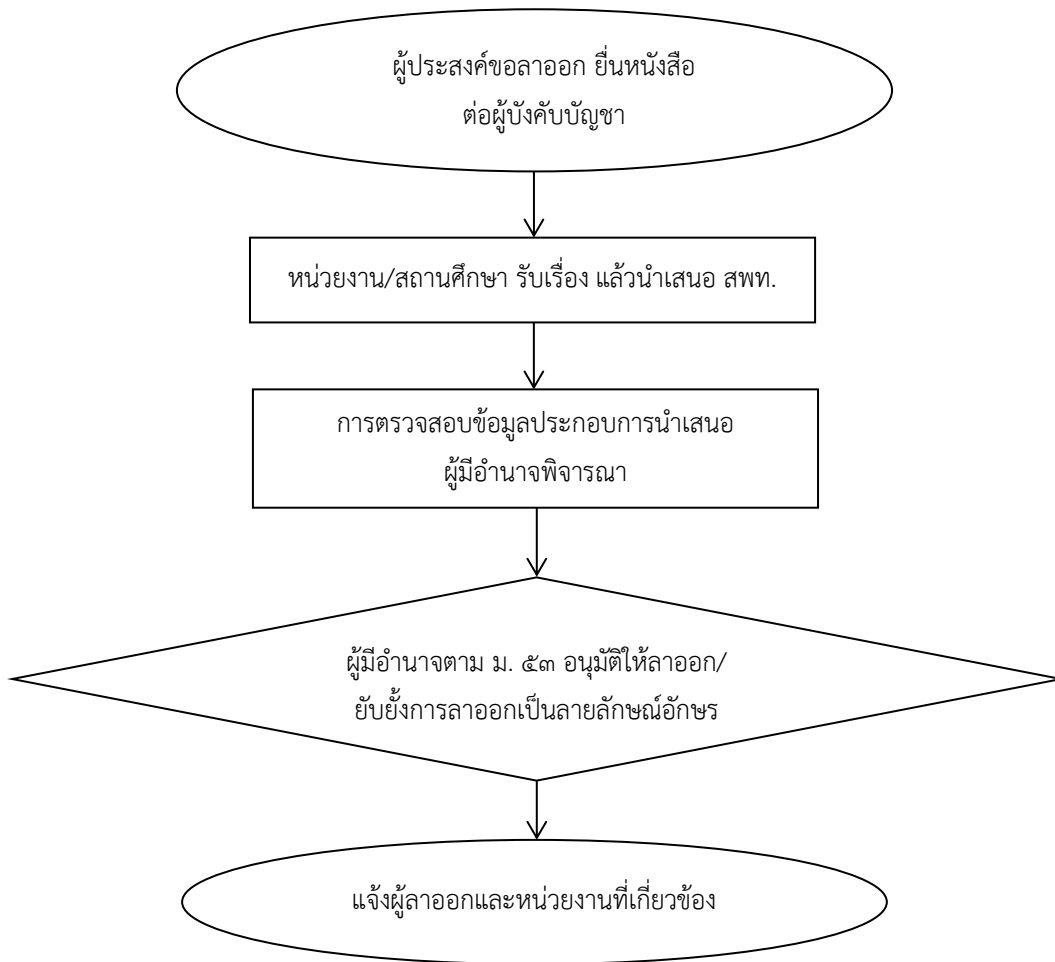 ผู้ประสงค์ขอลาออก ยื่นหนังสือ
ต่อผู้บังคับบัญชา
หน่วยงาน/สถานศึกษา รับเรื่อง แล้วนำเสนอ สพท.
การตรวจสอบข้อมูลประกอบการนำเสนอ
ผู้มีอำนาจพิจารณา
ผู้มีอำนาจตาม ม. ๕๓ อนุมัติให้ลาออก/
ยับยั้งการลาออกเป็นลายลักษณ์อักษร
แจ้งผู้ลาออกและหน่วยงานที่เกี่ยวข้อง